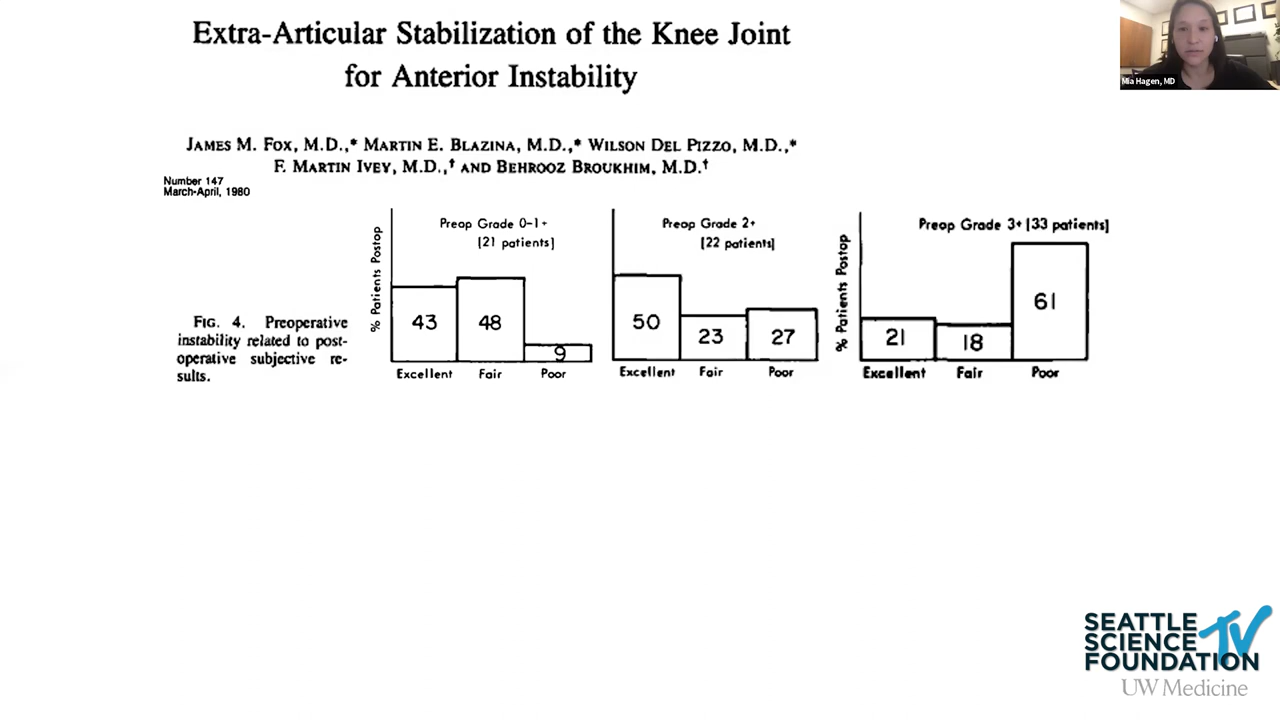 Extra-Articular Stabilization of the Knee Joint
for Anterior Instability
Mia Hagen, MD
JAMES M. FOX, M.D.,* MARTIN E. BLAZINA, M.D.,* WILSON DEL PIZZO, M.D.,*
F. MARTIN IVEY, M.D.,† AND BEHROOZ BROUKHIM, M.D.†
Number 147
March-April, 1980
FIG. 4. Preoperative
instability related to post-
operative subjective re-
sults.
% Patients Postop
Preop Grade 0-1+
[21 patients]
43
48
9
Excellent
Fair
Poor
Preop Grade 2+
[22 patients]
50
23
27
Excellent
Fair
Poor
% Patients Postop
Preop Grade 3+ [33 patients]
21
18
61
Excellent
Fair
Poor
SEATTLE
SCIENCE
FOUNDATION
TV
UW Medicine